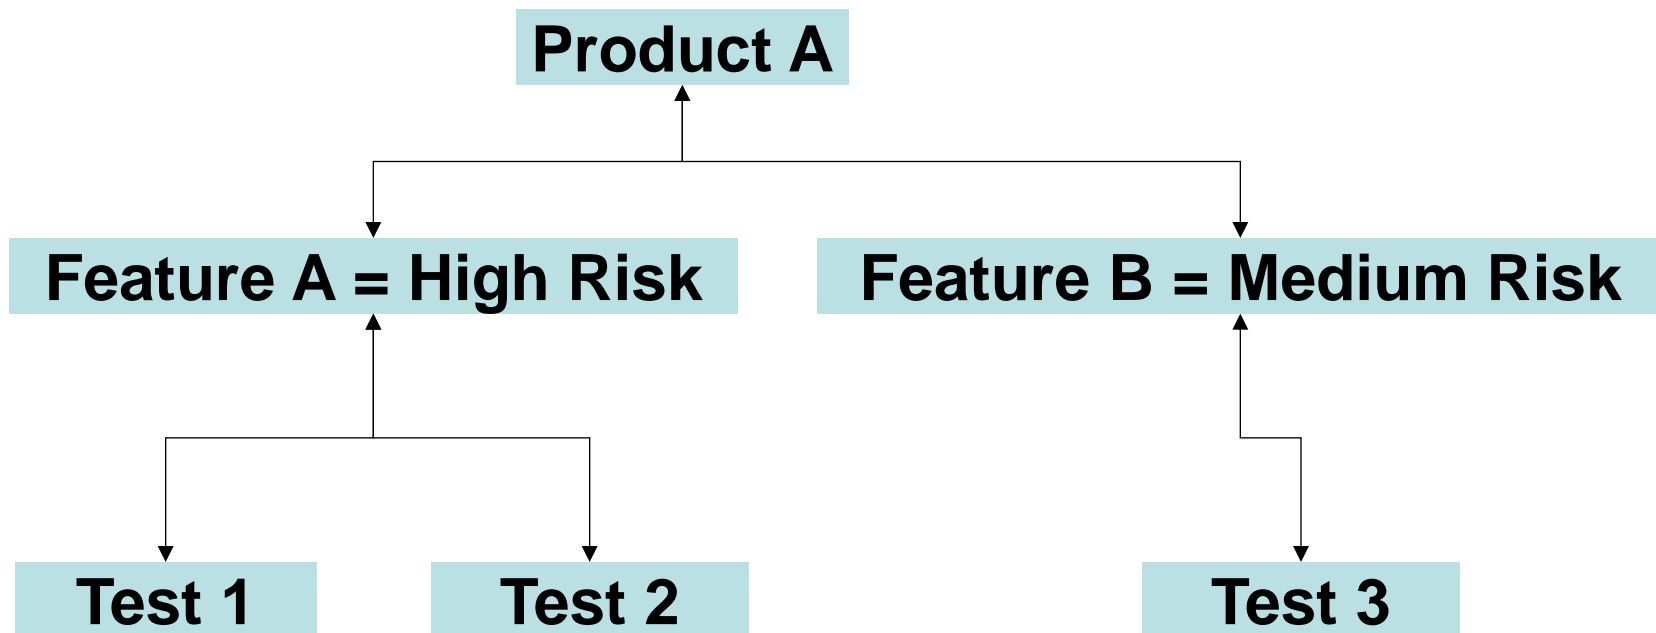 Product A
Feature A = High Risk
Feature B = Medium Risk
Test 1
Test 2
Test 3